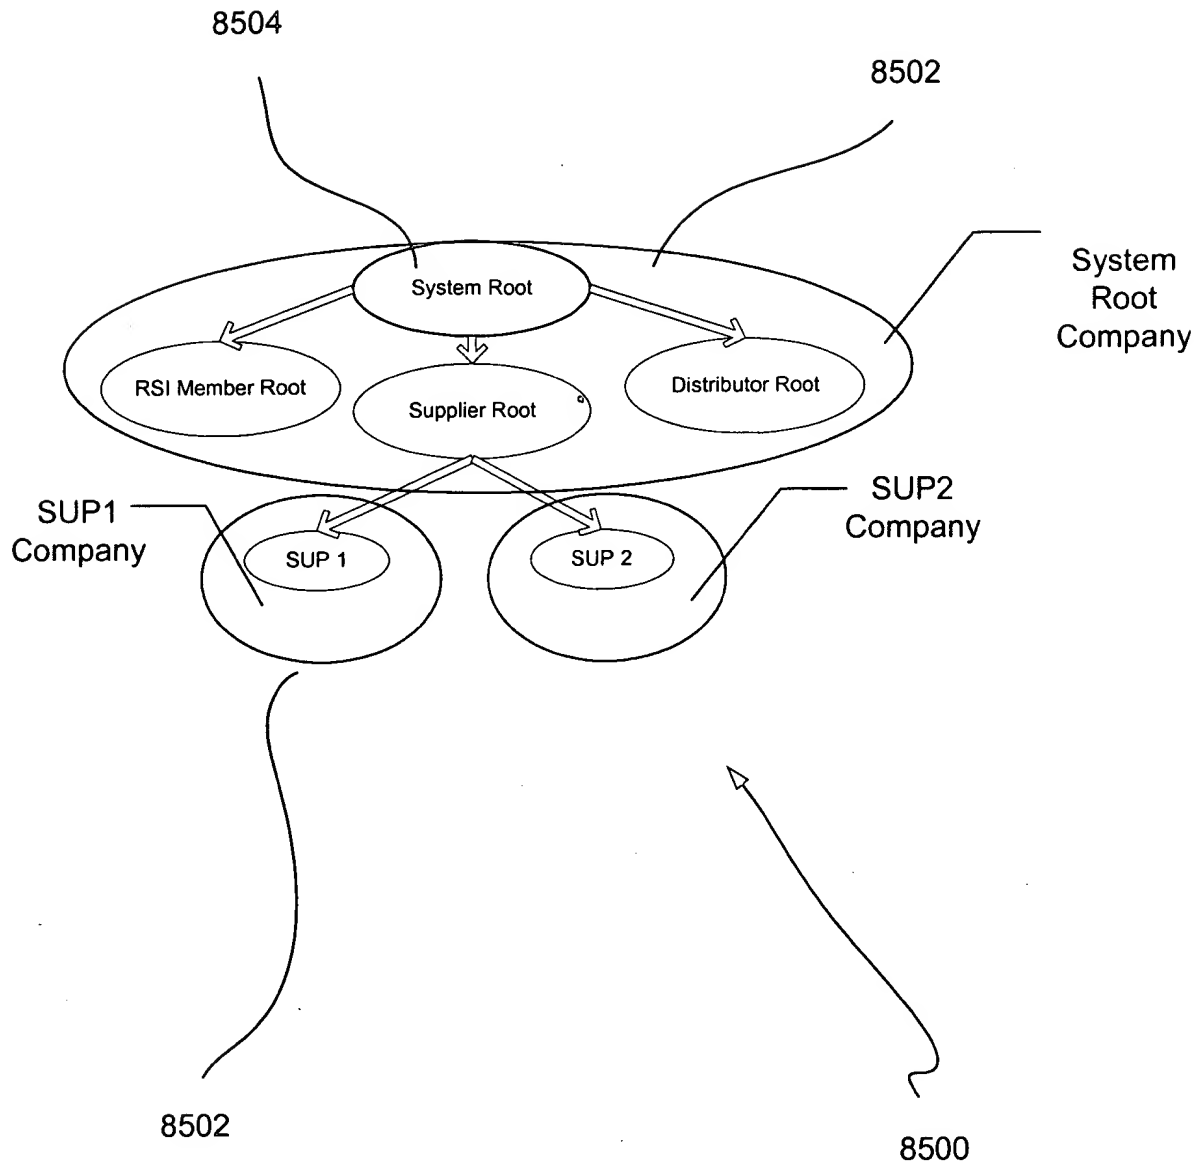 8504
8502
System Root
System
Root
Company
RSI Member Root
Supplier Root
Distributor Root
SUP1
Company
SUP2
Company
SUP 1
SUP 2
8502
8500